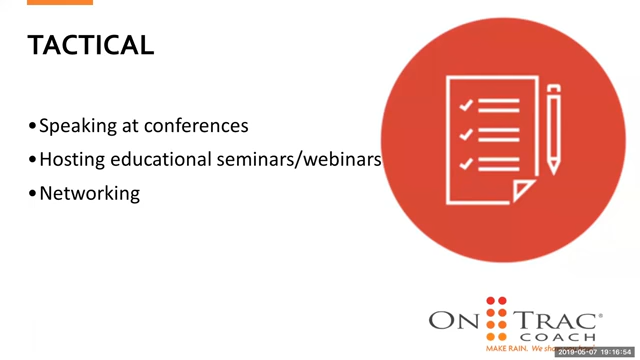 TACTICAL
•Speaking at conferences
•Hosting educational seminars/webinars
•Networking
ON TRAC®
COACH
MAKE RAIN. We
2019-05-07 19:16:54